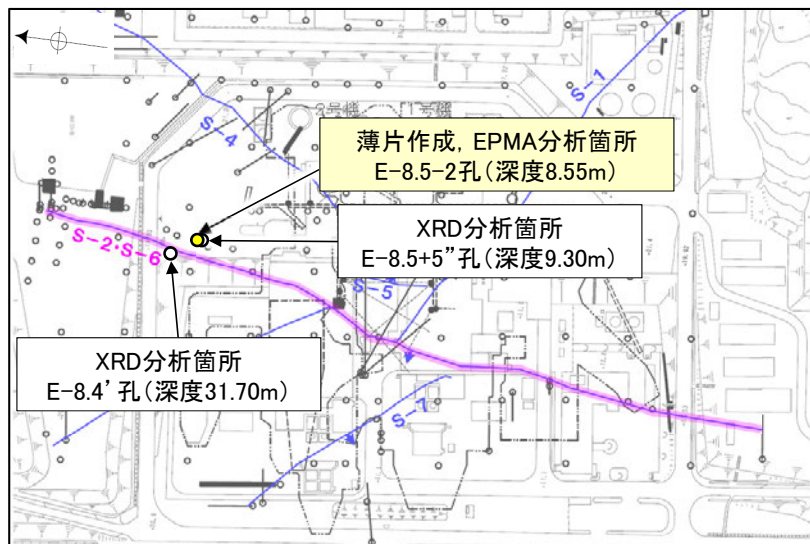 2号機
S-1
S-4
薄片作成, EPMA分析箇所
E-8.5-2孔(深度8.55m)
XRD分析箇所
E-8.5+5”孔(深度9.30m)
S-2・S-6
S-5
XRD分析箇所
E-8.4’孔(深度31.70m)
S-7